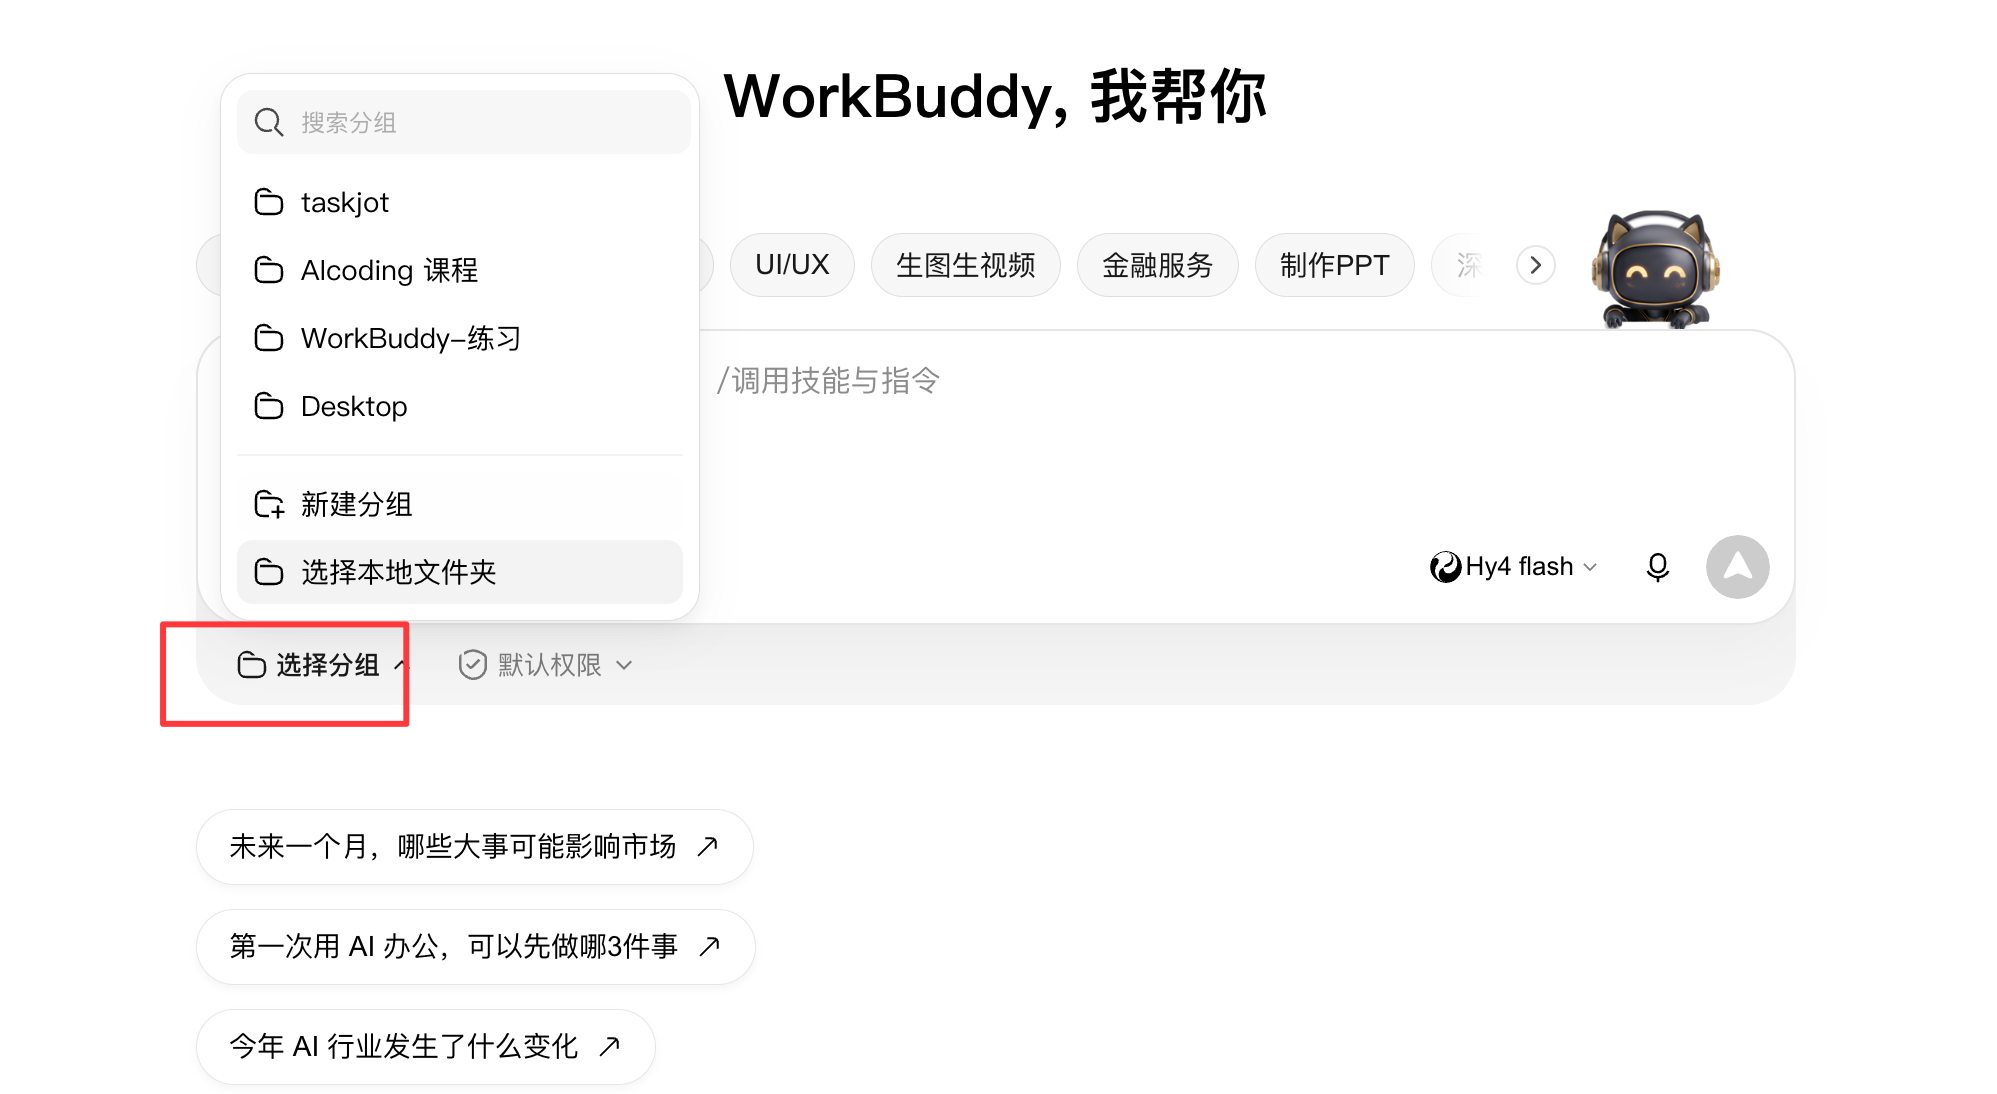 WorkBuddy, 我帮你
搜索分组
taskjot
AIcoding 课程
WorkBuddy-练习
Desktop
新建分组
选择本地文件夹
UI/UX
生图生视频
金融服务
制作PPT
深
/调用技能与指令
Hy4 flash
选择分组
默认权限
未来一个月，哪些大事可能影响市场
第一次用 AI 办公，可以先做哪3件事
今年 AI 行业发生了什么变化